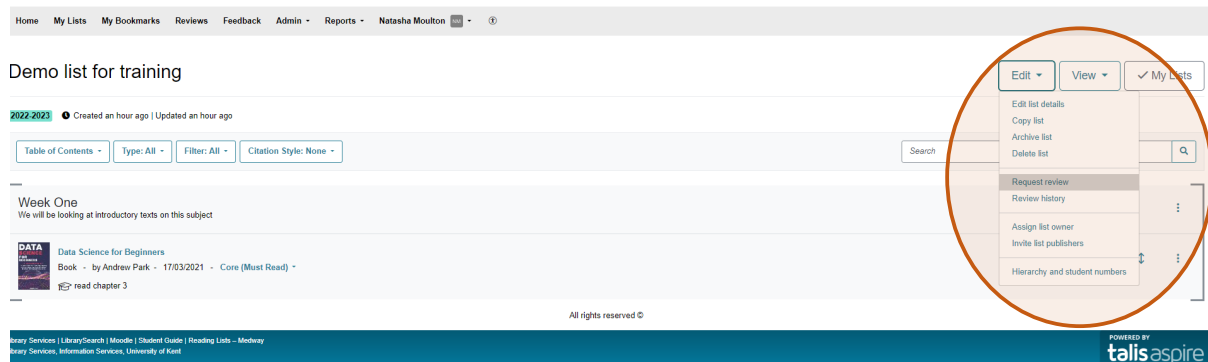 Home My Lists My Bookmarks Reviews Feedback Admin Reports Natasha Moulton NM
Demo list for training
Edit View My Lists
2022-2023 Created an hour ago | Updated an hour ago
Edit list details
Copy list
Archive list
Delete list
Request review
Review history
Assign list owner
Invite list publishers
Hierarchy and student numbers
Table of Contents Type: All Filter: All Citation Style: None Search
Week One
We will be looking at introductory texts on this subject
DATA
SCIENCE
Data Science for Beginners
Book - by Andrew Park - 17/03/2021 - Core (Must Read)
read chapter 3
All rights reserved ©
ibrary Services | LibrarySearch | Moodle | Student Guide | Reading Lists – Medway
ibrary Services, Information Services, University of Kent
POWERED BY
talis aspire